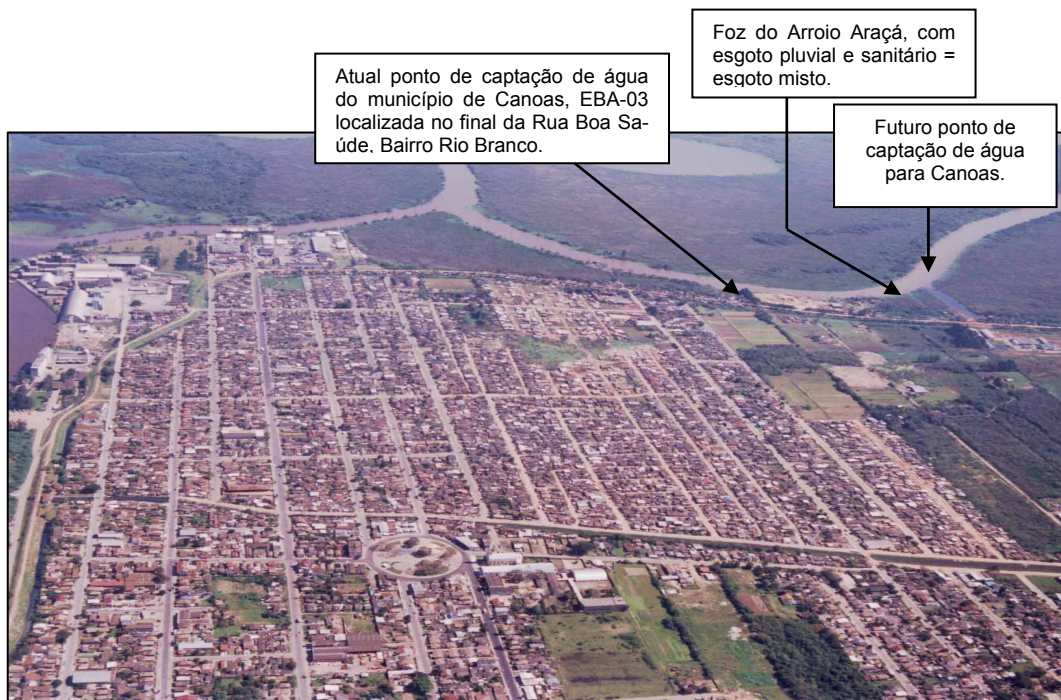 Foz do Arroio Araçá, com
esgoto pluvial e sanitário =
esgoto misto.
Atual ponto de captação de água
do município de Canoas, EBA-03
localizada no final da Rua Boa Sa-
úde, Bairro Rio Branco.
Futuro ponto de
captação de água
para Canoas.